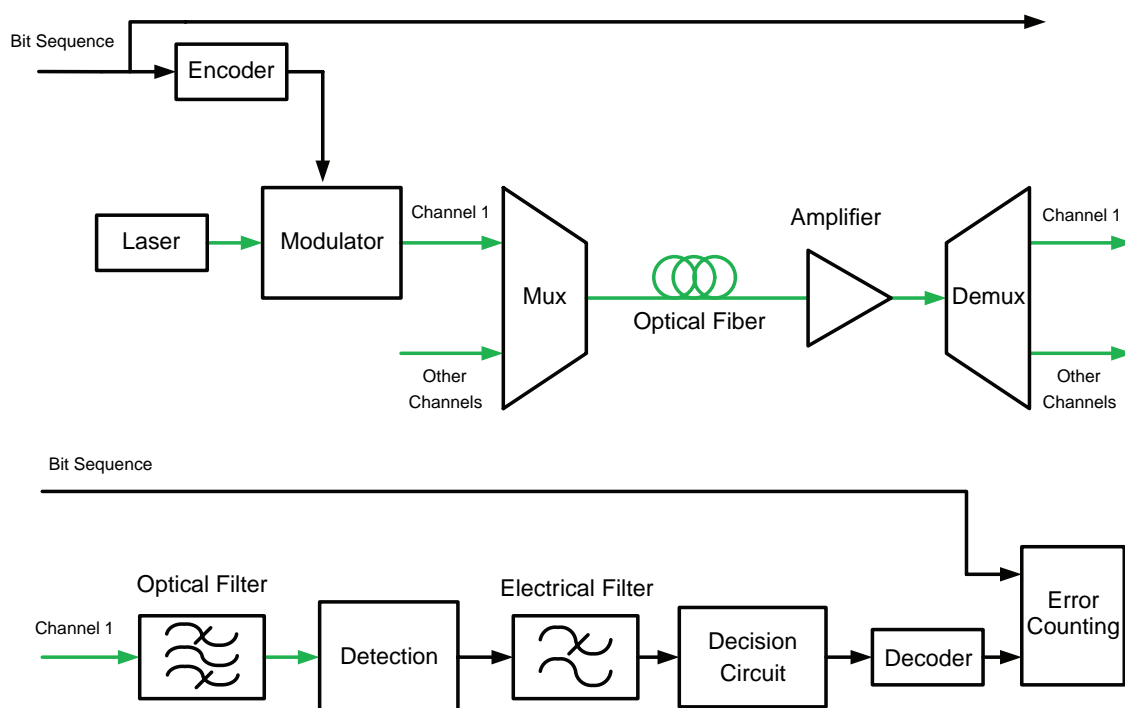 Bit Sequence
Encoder
Laser
Modulator
Channel 1
Mux
Other
Channels
Optical Fiber
Amplifier
Demux
Channel 1
Other
Channels
Bit Sequence
Channel 1
Optical Filter
Detection
Electrical Filter
Decision
Circuit
Decoder
Error
Counting